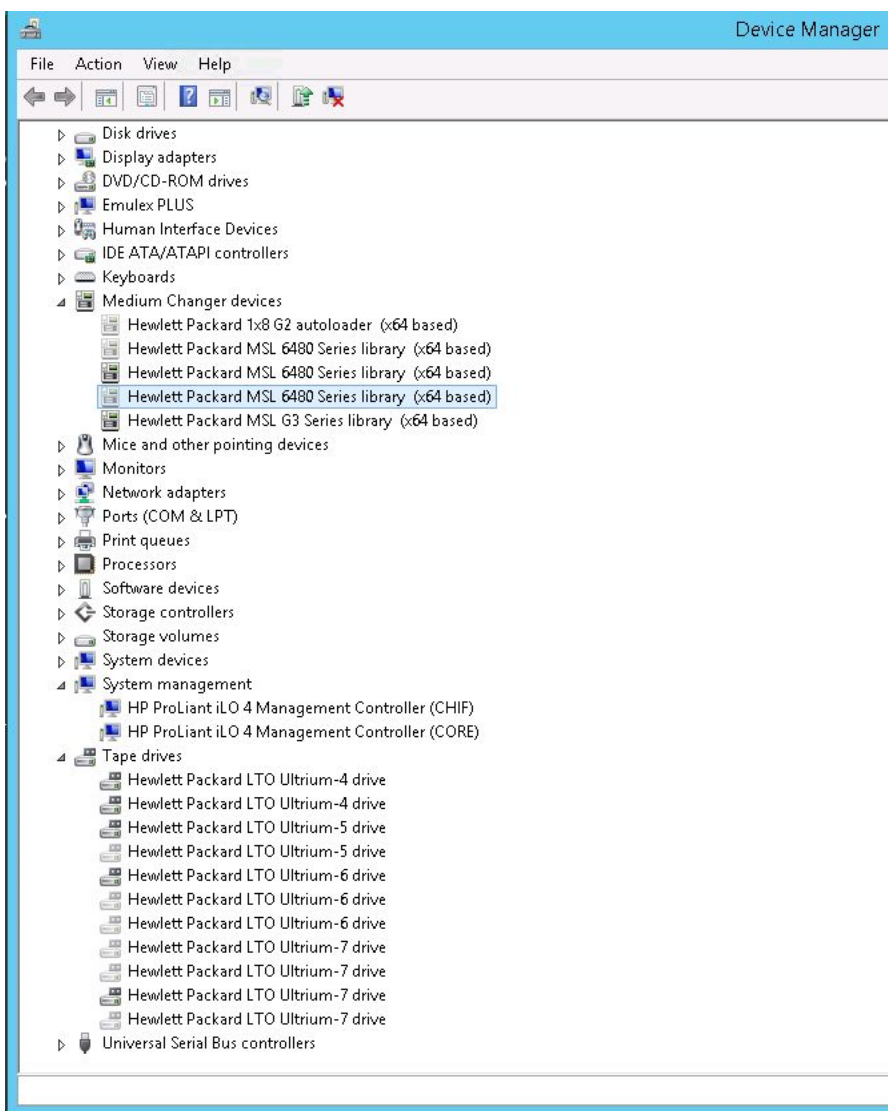 Device Manager
File Action View Help
Disk drives
Display adapters
DVD/CD-ROM drives
Emulex PLUS
Human Interface Devices
IDE ATA/ATAPI controllers
Keyboards
Medium Changer devices
Hewlett Packard 1x8 G2 autoloader (x64 based)
Hewlett Packard MSL 6480 Series library (x64 based)
Hewlett Packard MSL 6480 Series library (x64 based)
Hewlett Packard MSL 6480 Series library (x64 based)
Hewlett Packard MSL G3 Series library (x64 based)
Mice and other pointing devices
Monitors
Network adapters
Ports (COM & LPT)
Print queues
Processors
Software devices
Storage controllers
Storage volumes
System devices
System management
HP ProLiant iLO 4 Management Controller (CHIF)
HP ProLiant iLO 4 Management Controller (CORE)
Tape drives
Hewlett Packard LTO Ultrium-4 drive
Hewlett Packard LTO Ultrium-4 drive
Hewlett Packard LTO Ultrium-5 drive
Hewlett Packard LTO Ultrium-5 drive
Hewlett Packard LTO Ultrium-6 drive
Hewlett Packard LTO Ultrium-6 drive
Hewlett Packard LTO Ultrium-6 drive
Hewlett Packard LTO Ultrium-7 drive
Hewlett Packard LTO Ultrium-7 drive
Hewlett Packard LTO Ultrium-7 drive
Hewlett Packard LTO Ultrium-7 drive
Universal Serial Bus controllers